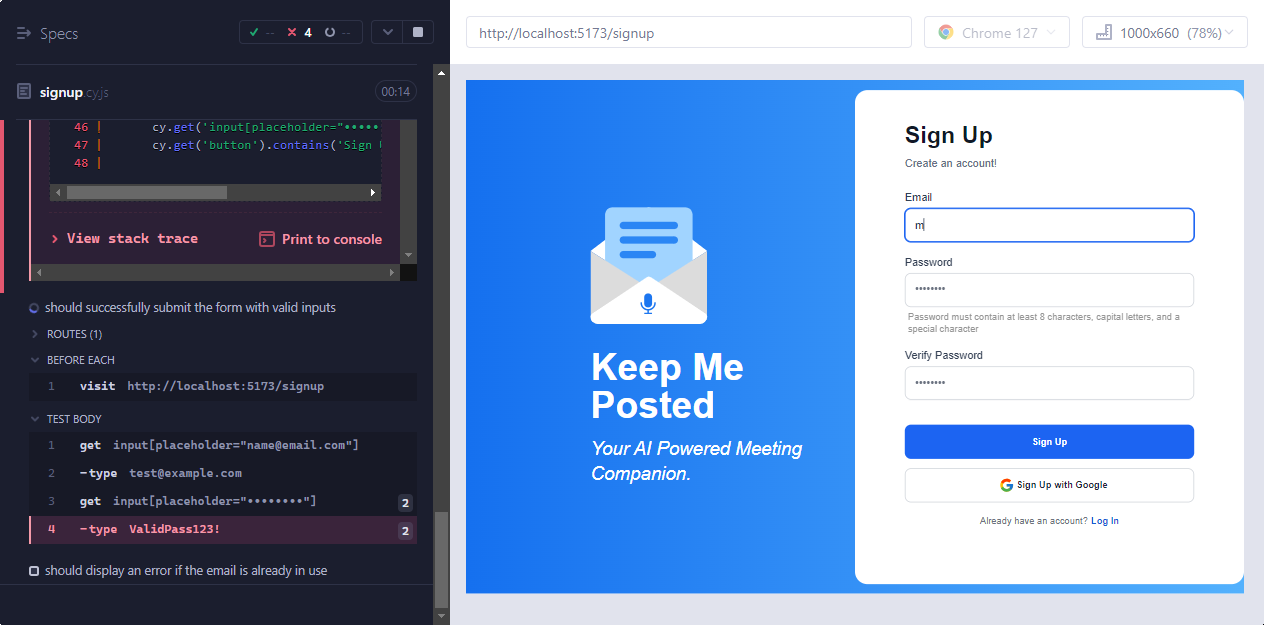 Specs
-- 4 --
signup.cy.js
00:14
46 | cy.get('input[placeholder="•••••
47 | cy.get('button').contains('Sign
48 |
> View stack trace
Print to console
should successfully submit the form with valid inputs
ROUTES (1)
BEFORE EACH
1 visit http://localhost:5173/signup
TEST BODY
1 get input[placeholder="name@email.com"]
2 -type test@example.com
3 get input[placeholder="••••••••"] 2
4 -type ValidPass123! 2
should display an error if the email is already in use
http://localhost:5173/signup
Chrome 127
1000x660 (78%)
Keep Me
Posted
Your AI Powered Meeting
Companion.
Sign Up
Create an account!
Email
m
Password
••••••••
Password must contain at least 8 characters, capital letters, and a
special character
Verify Password
••••••••
Sign Up
Sign Up with Google
Already have an account? Log In